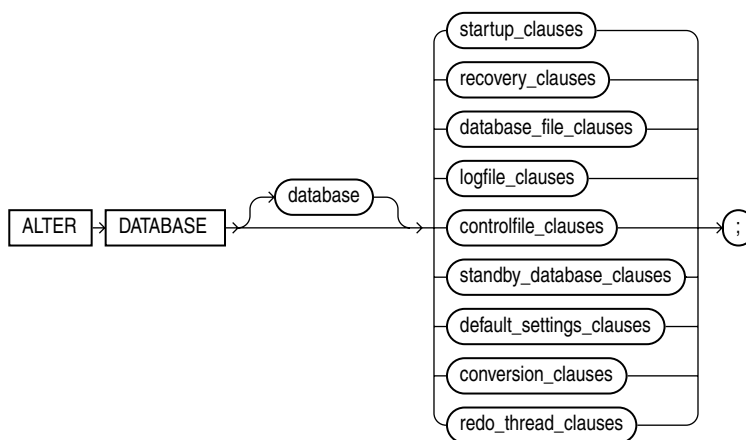 startup_clauses
recovery_clauses
database_file_clauses
logfile_clauses
database
ALTER DATABASE controlfile_clauses ;
standby_database_clauses
default_settings_clauses
conversion_clauses
redo_thread_clauses